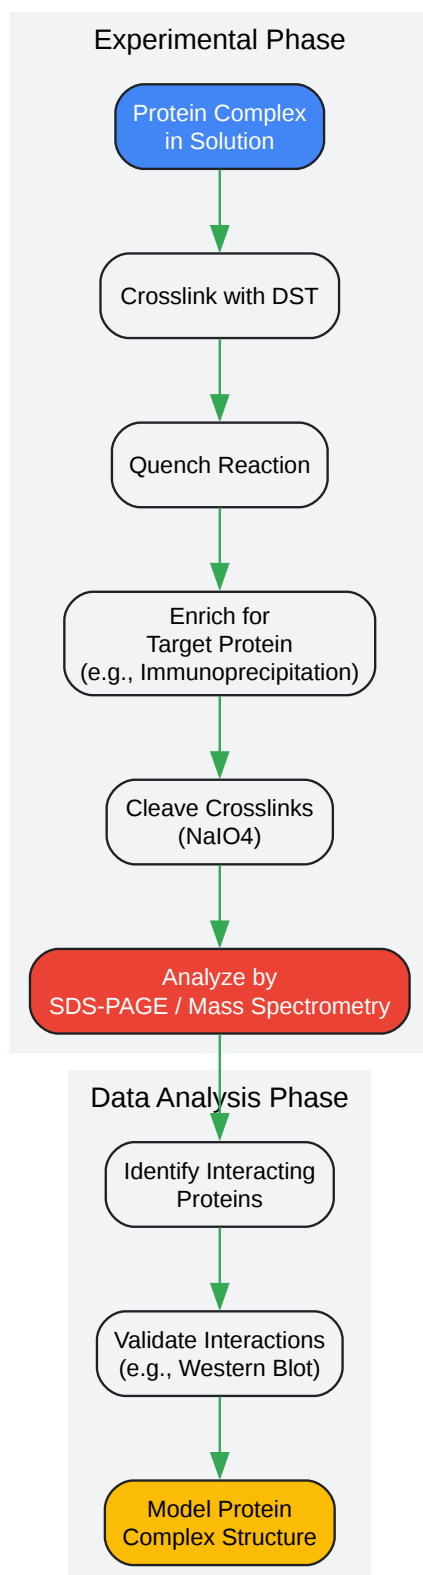 Experimental Phase
Protein Complex
in Solution
Crosslink with DST
Quench Reaction
Enrich for
Target Protein
(e.g., Immunoprecipitation)
Cleave Crosslinks
(NaIO4)
Analyze by
SDS-PAGE / Mass Spectrometry
Data Analysis Phase
Identify Interacting
Proteins
Validate Interactions
(e.g., Western Blot)
Model Protein
Complex Structure